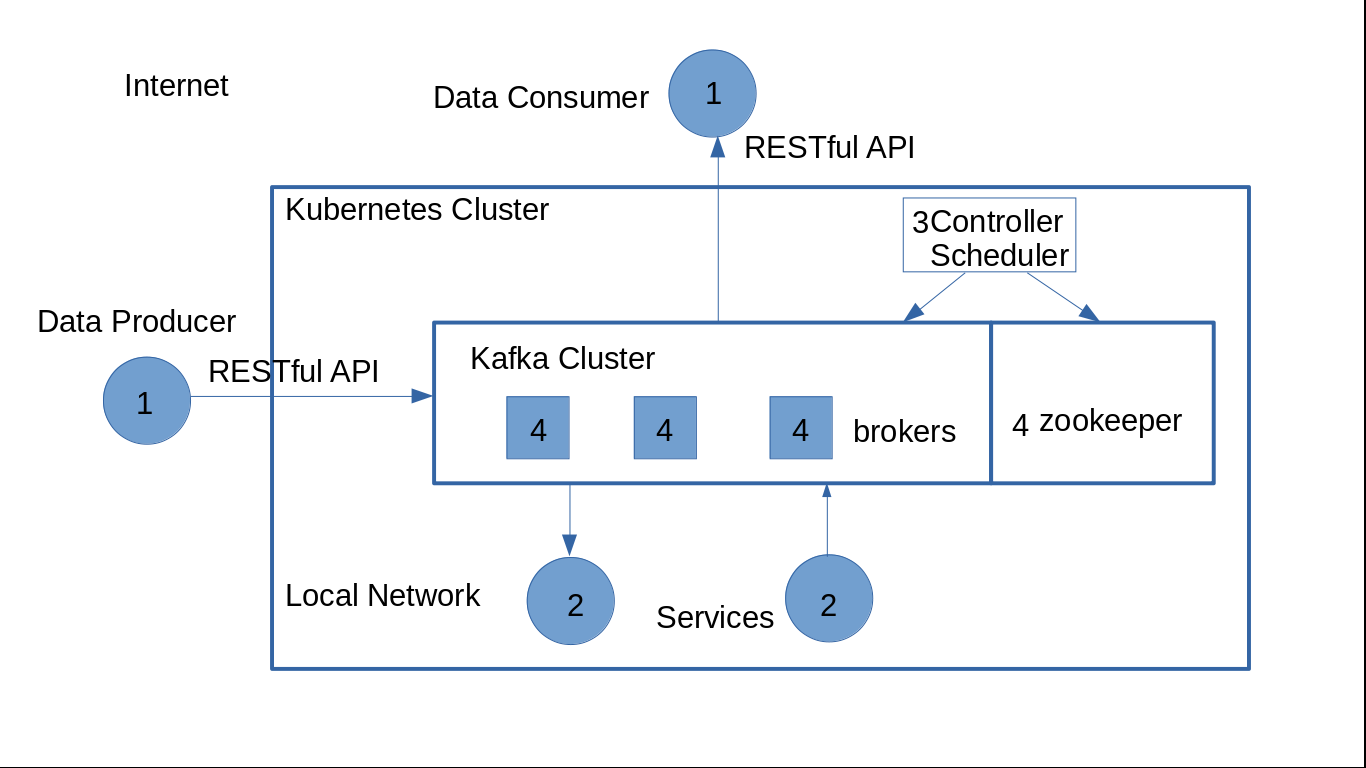 Internet
Data Consumer
1
RESTful API
Kubernetes Cluster
3Controller
Scheduler
Data Producer
1
RESTful API
Kafka Cluster
4
4
4
brokers
4 zookeeper
Local Network
2
Services
2